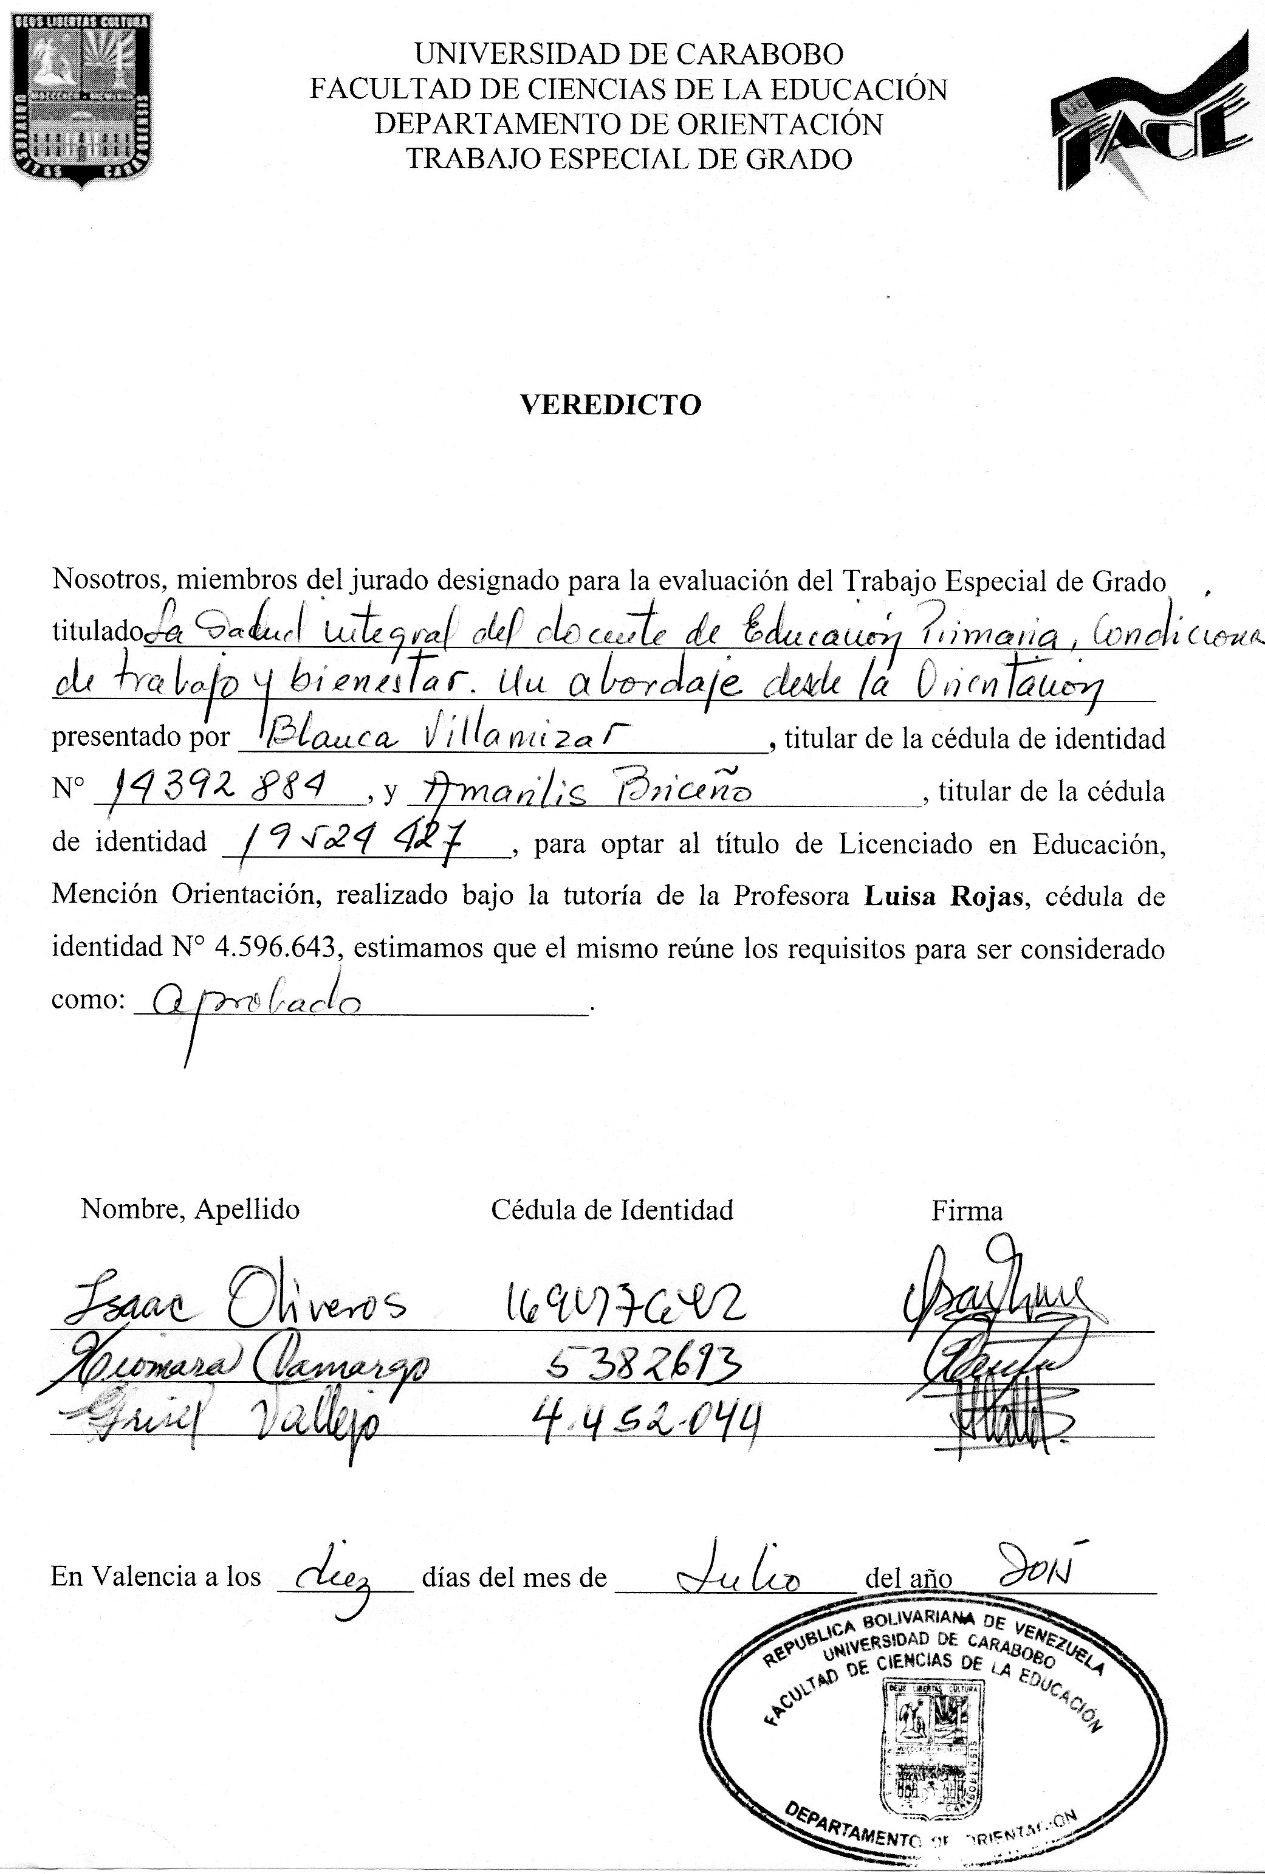 DEUS LIBERTAS CULTURA
UNIVERSIDAD DE CARABOBO
FACULTAD DE CIENCIAS DE LA EDUCACIÓN
DEPARTAMENTO DE ORIENTACIÓN
TRABAJO ESPECIAL DE GRADO
FACE
VEREDICTO
Nosotros, miembros del jurado designado para la evaluación del Trabajo Especial de Grado
titulado La Salud integral del docente de Educación Primaria, Condiciones
de trabajo y bienestar. Un abordaje desde la Orientación
presentado por Blanca Villamizar, titular de la cédula de identidad
N° 14392884, y Amarilis Briceño, titular de la cédula
de identidad 19524427, para optar al título de Licenciado en Educación,
Mención Orientación, realizado bajo la tutoría de la Profesora Luisa Rojas, cédula de
identidad N° 4.596.643, estimamos que el mismo reúne los requisitos para ser considerado
como: aprobado.
Nombre, Apellido Cédula de Identidad Firma
Isaac Oliveros
Xiomara Camargo 5382693
Grisel Vallejo 4.452.044
En Valencia a los diez días del mes de Julio del año 2015
REPUBLICA BOLIVARIANA DE VENEZUELA
UNIVERSIDAD DE CARABOBO
FACULTAD DE CIENCIAS DE LA EDUCACIÓN
DEUS LIBERTAS CULTURA
DEPARTAMENTO DE ORIENTACIÓN